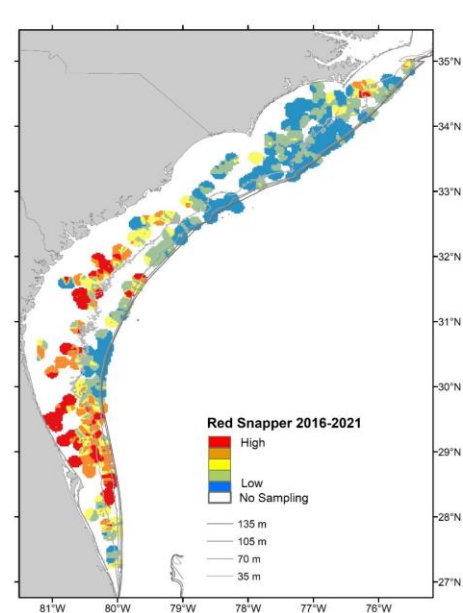 35°N
34°N
33°N
32°N
31°N
30°N
Red Snapper 2016-2021
High
29°N
Low
No Sampling
135 m
28°N
105 m
70 m
35 m
27°N
81°W 80°W 79°W 78°W 77°W 76°W